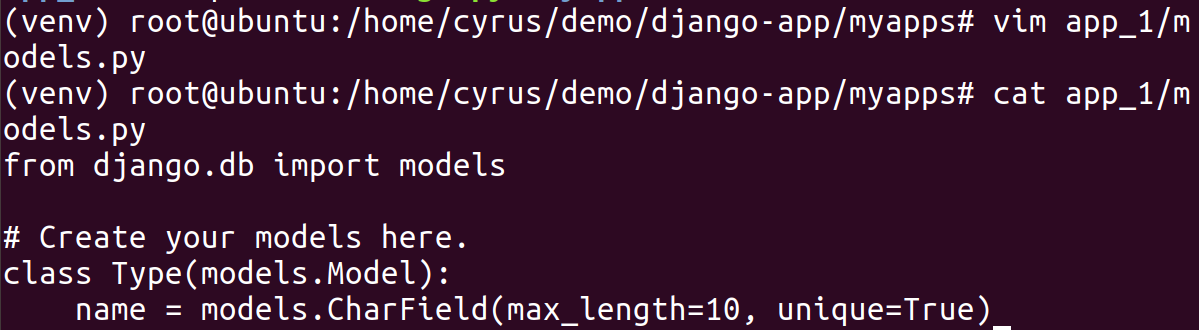 (venv) root@ubuntu:/home/cyrus/demo/django-app/myapps# vim app_1/m
odels.py
(venv) root@ubuntu:/home/cyrus/demo/django-app/myapps# cat app_1/m
odels.py
from django.db import models

# Create your models here.
class Type(models.Model):
    name = models.CharField(max_length=10, unique=True)